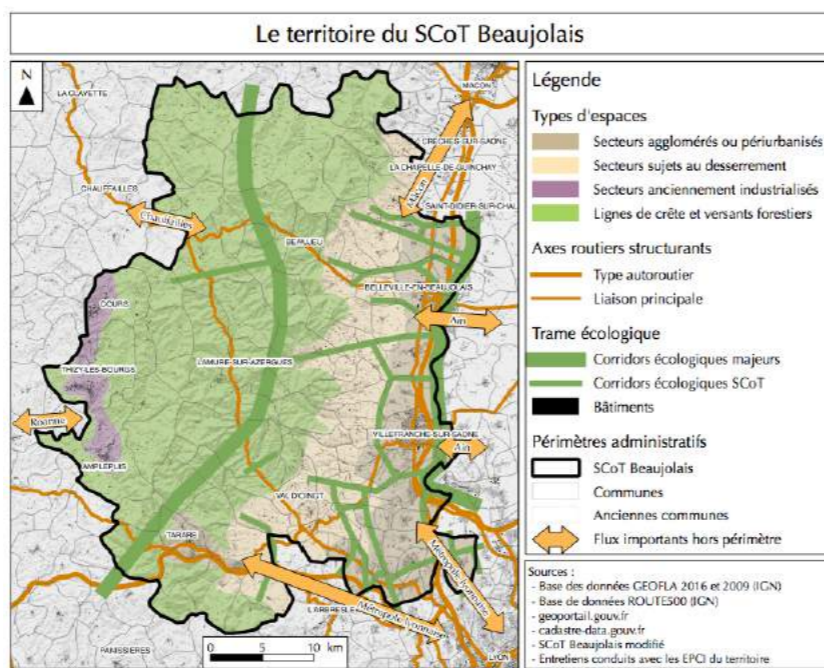 Le territoire du SCoT Beaujolais
N
LA CLAYETTE
MACON
CRÊCHES-SUR-SAONE
LA CHAPELLE-DE-GUINCHAY
Macon
CHAUFFAILLES
Chauffailles
SAINT-DIDIER-SUR-CHAL
BEAUJEU
BELLEVILLE-EN-BEAUJOLAIS
COURS
Ain
THIZY-LES-BOURGS
LAMURE-SUR-AZERGUES
Roanne
VILLEFRANCHE-SUR-SAONE
Ain
AMPLEPUIS
VAL D'OINGT
TARARE
Métropole lyonnaise
Métropole lyonnaise
L'ARBRESLE
PANISSIERES
LYON
0 5 10 km
Légende
Types d'espaces
Secteurs agglomérés ou périurbanisés
Secteurs sujets au desserrement
Secteurs anciennement industrialisés
Lignes de crête et versants forestiers
Axes routiers structurants
Type autoroutier
Liaison principale
Trame écologique
Corridors écologiques majeurs
Corridors écologiques SCoT
Bâtiments
Périmètres administratifs
SCoT Beaujolais
Communes
Anciennes communes
Flux importants hors périmètre
Sources :
- Base des données GEOFLA 2016 et 2009 (IGN)
- Base de données ROUTE500 (IGN)
- geoportail.gouv.fr
- cadastre-data.gouv.fr
- SCoT Beaujolais modifié
- Entretiens conduits avec les EPCI du territoire